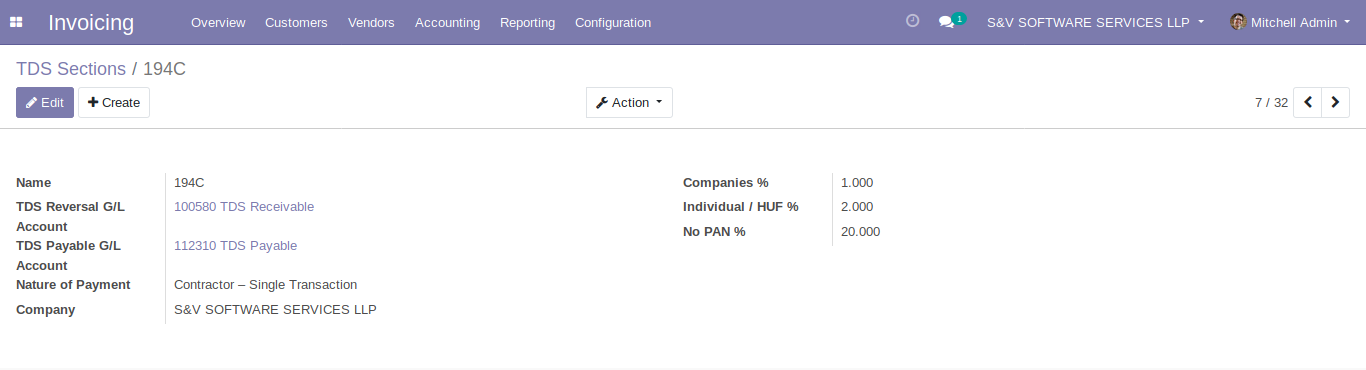 Invoicing Overview Customers Vendors Accounting Reporting Configuration 1 S&V SOFTWARE SERVICES LLP Mitchell Admin
TDS Sections / 194C
Edit Create Action 7 / 32
Name 194C Companies % 1.000
TDS Reversal G/L Account 100580 TDS Receivable Individual / HUF % 2.000
TDS Payable G/L Account 112310 TDS Payable No PAN % 20.000
Nature of Payment Contractor – Single Transaction
Company S&V SOFTWARE SERVICES LLP